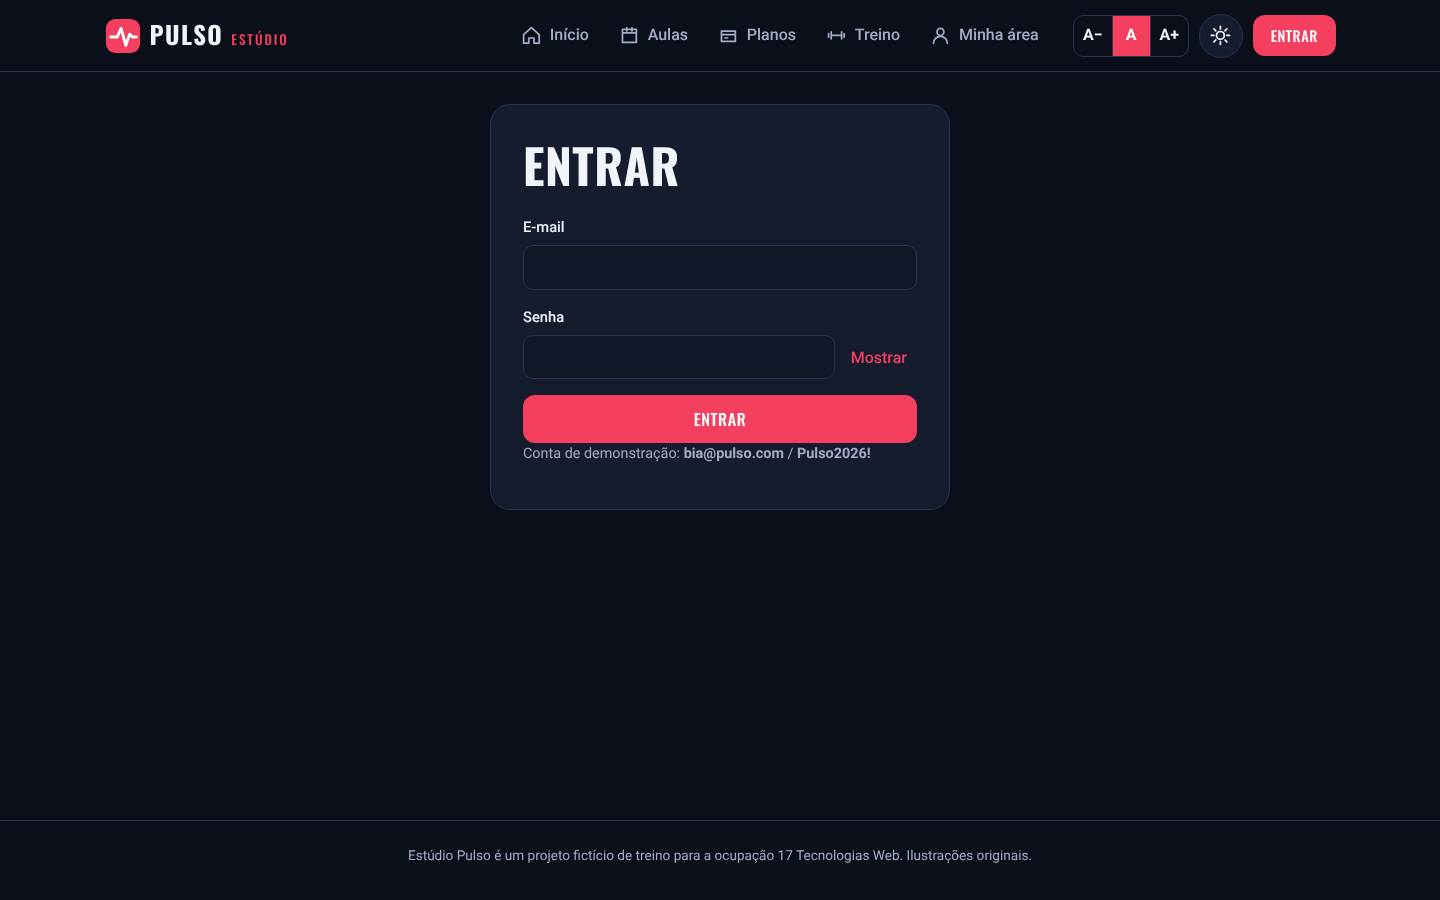 PULSO ESTÚDIO
Início Aulas Planos Treino Minha área A− A A+ ENTRAR
ENTRAR
E-mail
Senha
Mostrar
ENTRAR
Conta de demonstração: bia@pulso.com / Pulso2026!
Estúdio Pulso é um projeto fictício de treino para a ocupação 17 Tecnologias Web. Ilustrações originais.